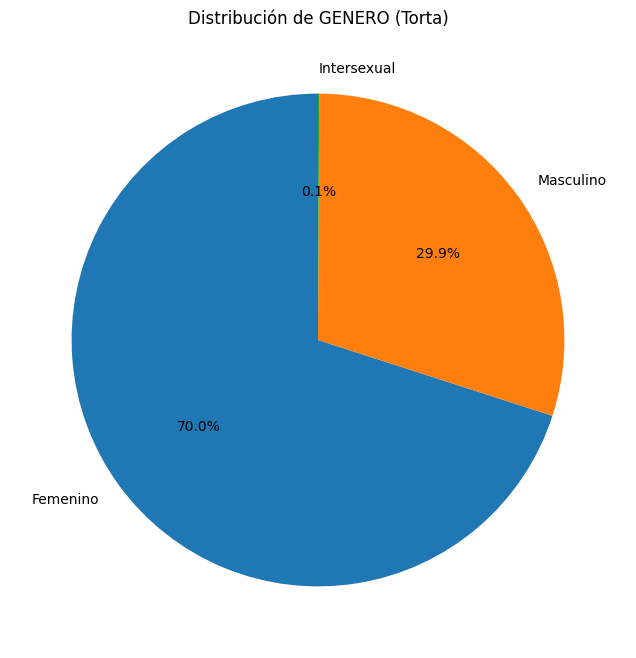 Distribución de GENERO (Torta)
Intersexual
Masculino
0.1%
29.9%
70.0%
Femenino